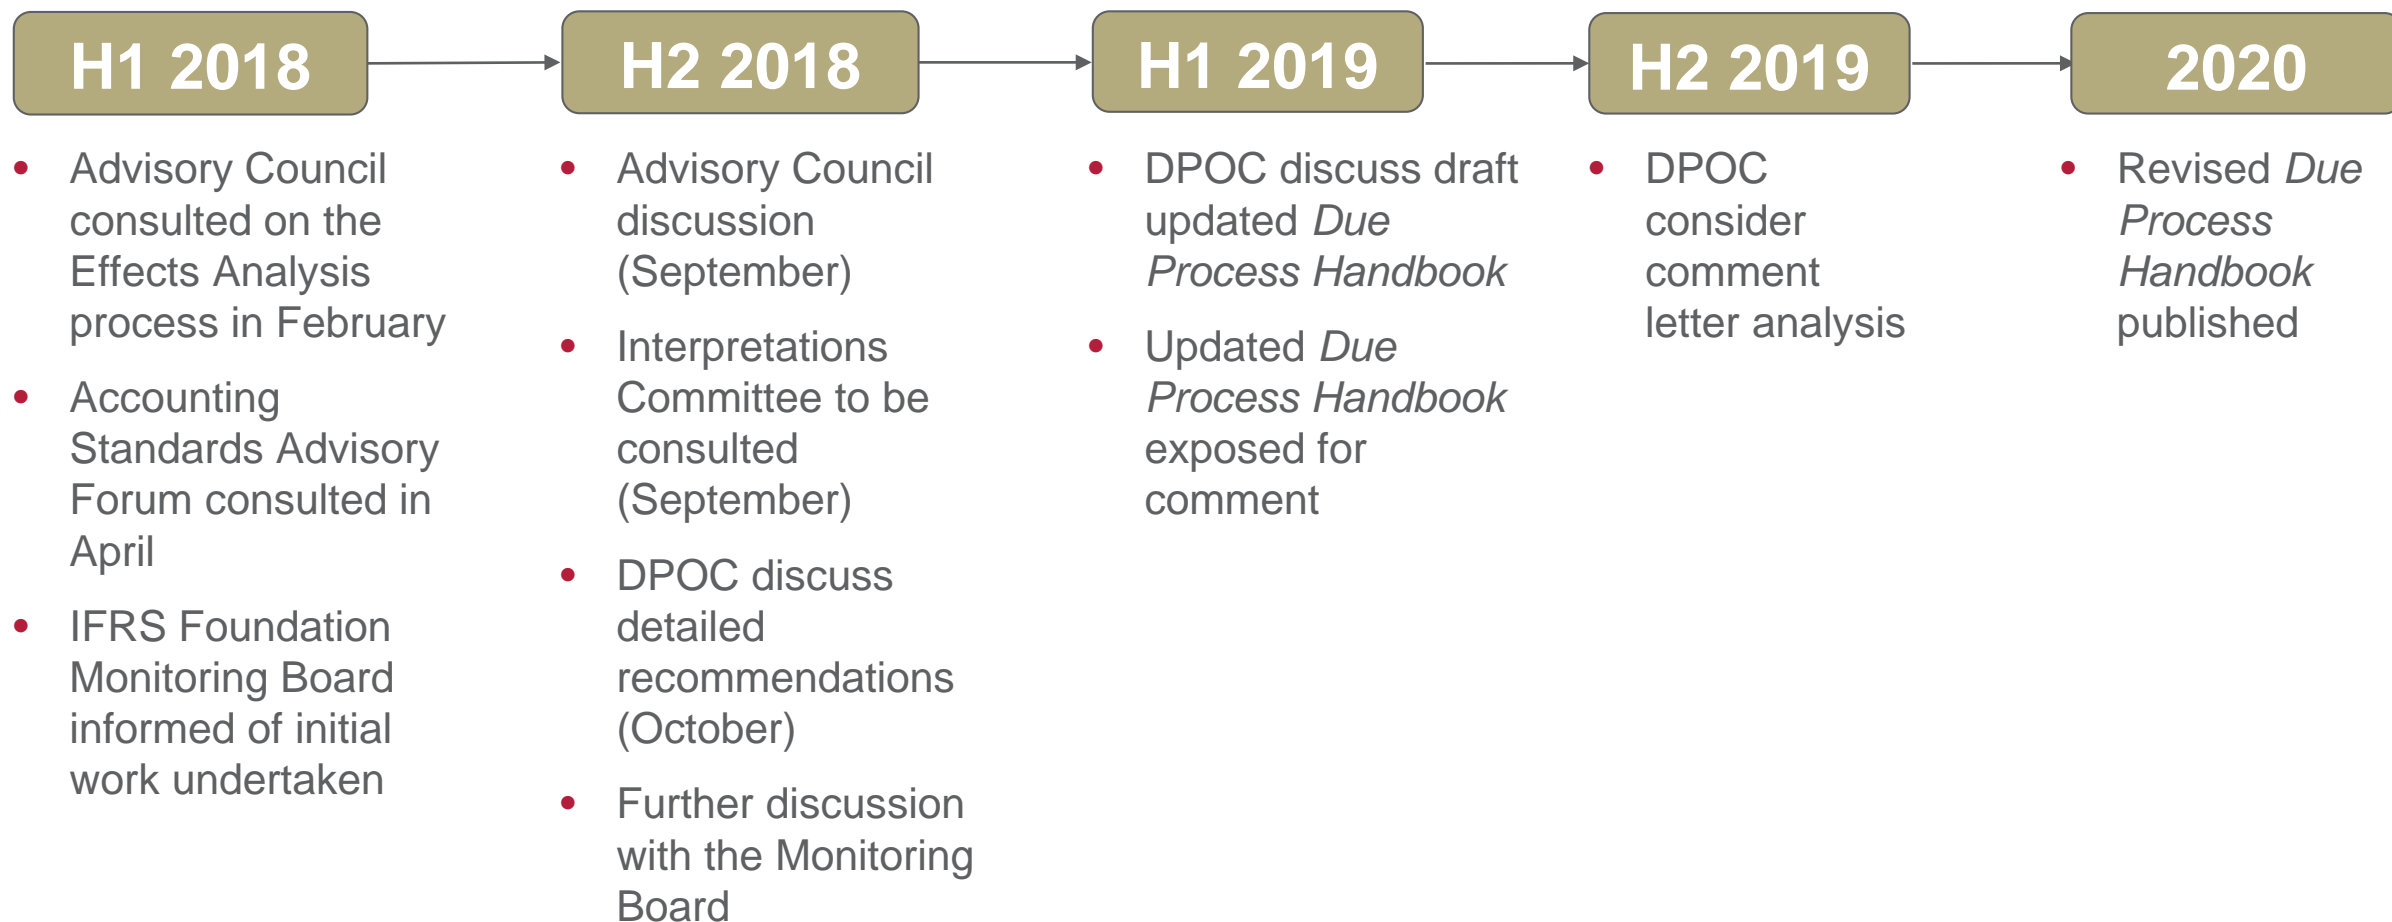 H1 2018
H2 2018
H1 2019
H2 2019
2020
• Advisory Council
consulted on the
Effects Analysis
process in February
• Accounting
Standards Advisory
Forum consulted in
April
• IFRS Foundation
Monitoring Board
informed of initial
work undertaken
• Advisory Council
discussion
(September)
• Interpretations
Committee to be
consulted
(September)
• DPOC discuss
detailed
recommendations
(October)
• Further discussion
with the Monitoring
Board
• DPOC discuss draft
updated Due
Process Handbook
• Updated Due
Process Handbook
exposed for
comment
• DPOC
consider
comment
letter analysis
• Revised Due
Process
Handbook
published